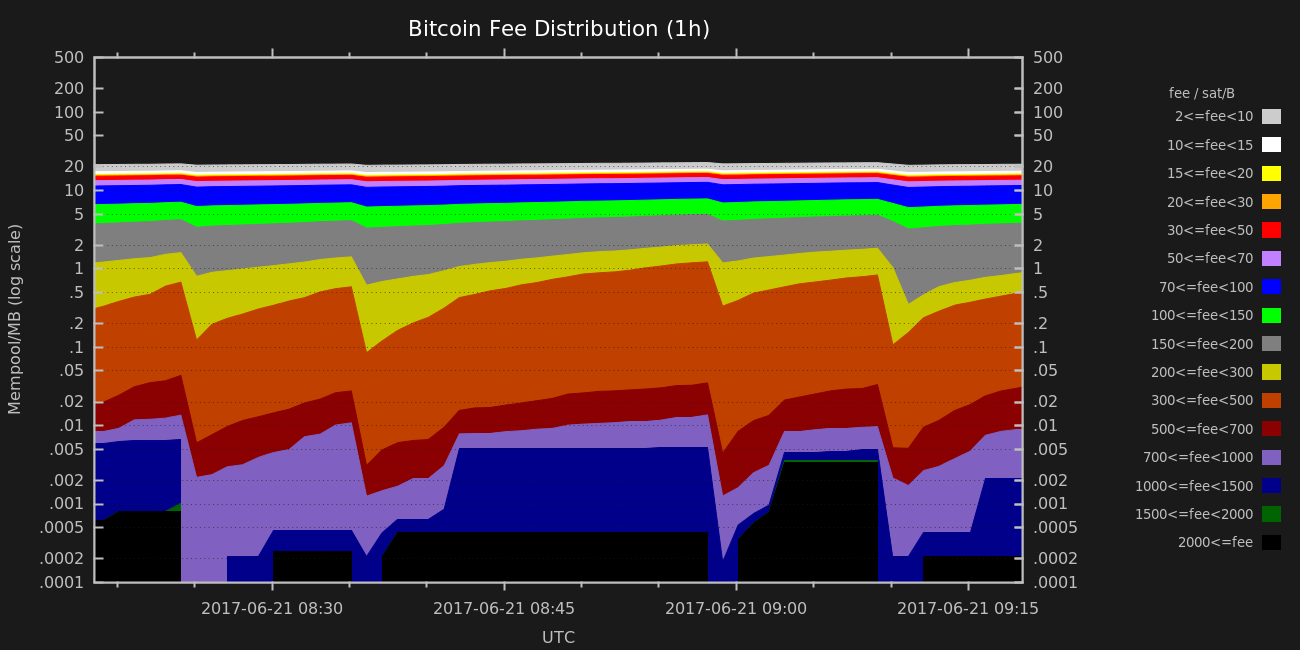 Bitcoin Fee Distribution (1h)
500 500
200 200
100 100
50 50
20 20
10 10
5 5
2 2
1 1
.5 .5
.2 .2
.1 .1
.05 .05
.02 .02
.01 .01
.005 .005
.002 .002
.001 .001
.0005 .0005
.0002 .0002
.0001 .0001
Mempool/MB (log scale)
2017-06-21 08:30 2017-06-21 08:45 2017-06-21 09:00 2017-06-21 09:15
UTC
fee / sat/B
2<=fee<10
10<=fee<15
15<=fee<20
20<=fee<30
30<=fee<50
50<=fee<70
70<=fee<100
100<=fee<150
150<=fee<200
200<=fee<300
300<=fee<500
500<=fee<700
700<=fee<1000
1000<=fee<1500
1500<=fee<2000
2000<=fee